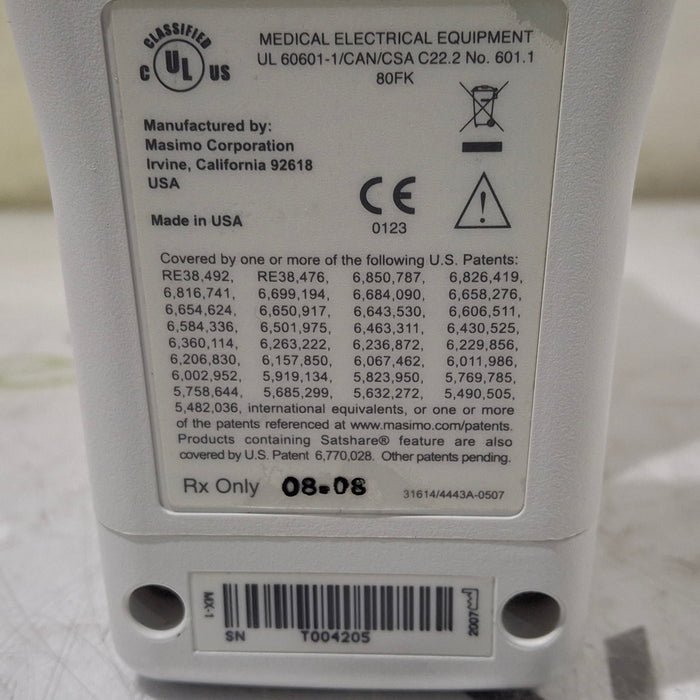 CLASSIFIED
C UL US
MEDICAL ELECTRICAL EQUIPMENT
UL 60601-1/CAN/CSA C22.2 No. 601.1
80FK
Manufactured by:
Masimo Corporation
Irvine, California 92618
USA
Made in USA
CE
0123
Covered by one or more of the following U.S. Patents:
RE38,492, RE38,476, 6,850,787, 6,826,419,
6,816,741, 6,699,194, 6,684,090, 6,658,276,
6,654,624, 6,650,917, 6,643,530, 6,606,511,
6,584,336, 6,501,975, 6,463,311, 6,430,525,
6,360,114, 6,263,222, 6,236,872, 6,229,856,
6,206,830, 6,157,850, 6,067,462, 6,011,986,
6,002,952, 5,919,134, 5,823,950, 5,769,785,
5,758,644, 5,685,299, 5,632,272, 5,490,505,
5,482,036, international equivalents, or one or more
of the patents referenced at www.masimo.com/patents.
Products containing Satshare® feature are also
covered by U.S. Patent 6,770,028. Other patents pending.
Rx Only 08-08 31614/4443A-0507
MX-1
SN T004205
2007